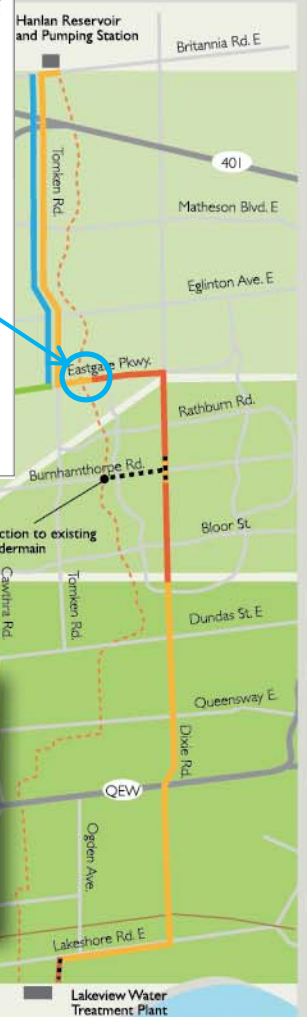 Hanlan Reservoir
and Pumping Station
Britannia Rd. E
Tomken Rd.
401
Matheson Blvd. E
Eglinton Ave. E
Eastgate Pkwy.
Rathburn Rd.
Burnhamthorpe Rd.
ction to existing
dermain
Bloor St.
Cawthra Rd.
Tomken Rd.
Dundas St. E
Queensway E.
Dixie Rd.
QEW
Ogden Ave.
Lakeshore Rd. E
Lakeview Water
Treatment Plant